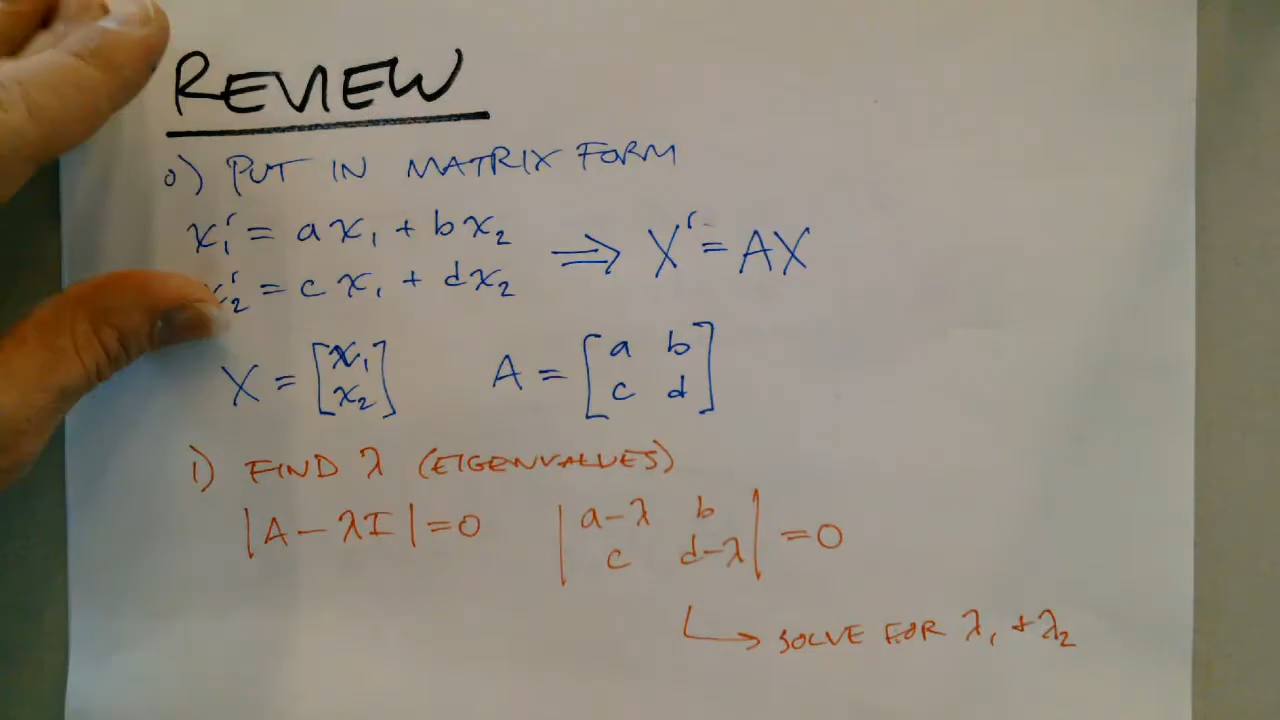 REVIEW
0) PUT IN MATRIX FORM
x₁' = ax₁ + bx₂
x₂' = cx₁ + dx₂
⟹ X' = AX
X = [x₁ x₂]
A = [a b
c d]
1) FIND λ (EIGENVALUES)
|A - λI| = 0
|a-λ b
c d-λ| = 0
↳ SOLVE FOR λ₁ + λ₂